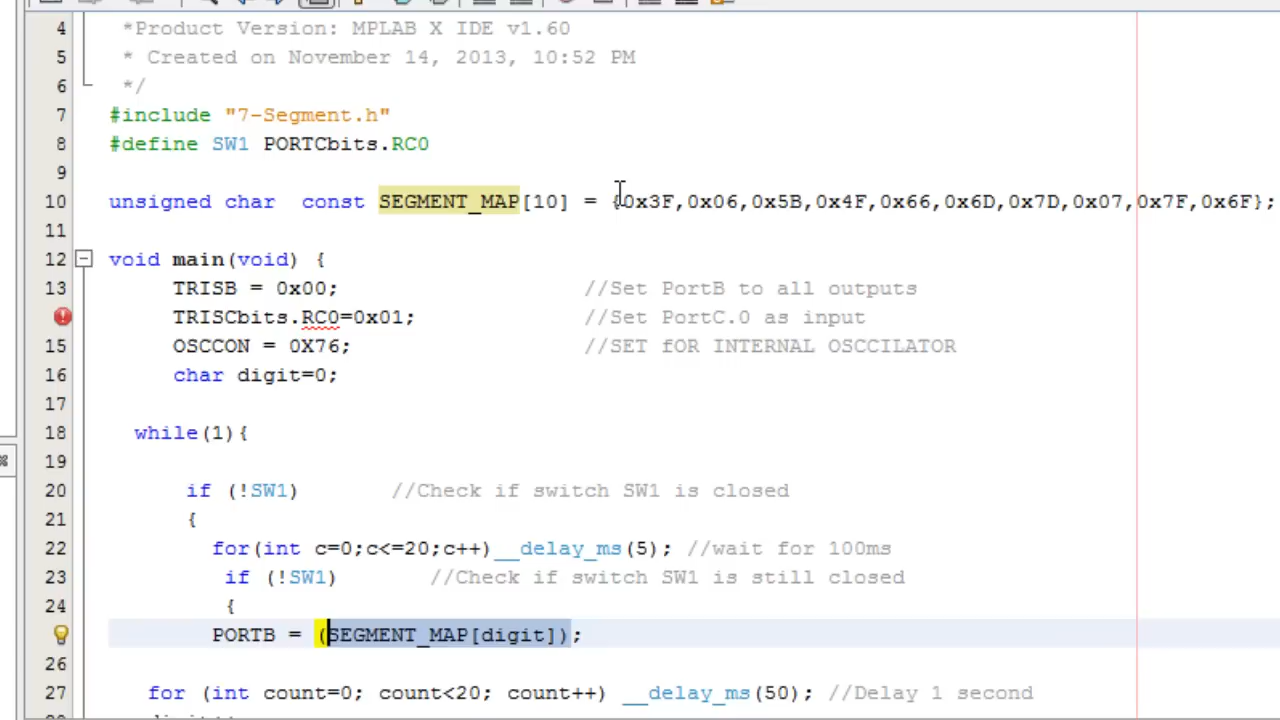 4 *Product Version: MPLAB X IDE v1.60
5 * Created on November 14, 2013, 10:52 PM
6 */
7 #include "7-Segment.h"
8 #define SW1 PORTCbits.RC0
9
10 unsigned char  const SEGMENT_MAP[10] = {0x3F,0x06,0x5B,0x4F,0x66,0x6D,0x7D,0x07,0x7F,0x6F};
11
12 void main(void) {
13 TRISB = 0x00; //Set PortB to all outputs
TRISCbits.RC0=0x01; //Set PortC.0 as input
15 OSCCON = 0X76; //SET fOR INTERNAL OSCCILATOR
16 char digit=0;
17
18 while(1){
19
20 if (!SW1) //Check if switch SW1 is closed
21 {
22 for(int c=0;c<=20;c++)__delay_ms(5); //wait for 100ms
23 if (!SW1) //Check if switch SW1 is still closed
24 {
PORTB = (SEGMENT_MAP[digit]);
26
27 for (int count=0; count<20; count++) __delay_ms(50); //Delay 1 second